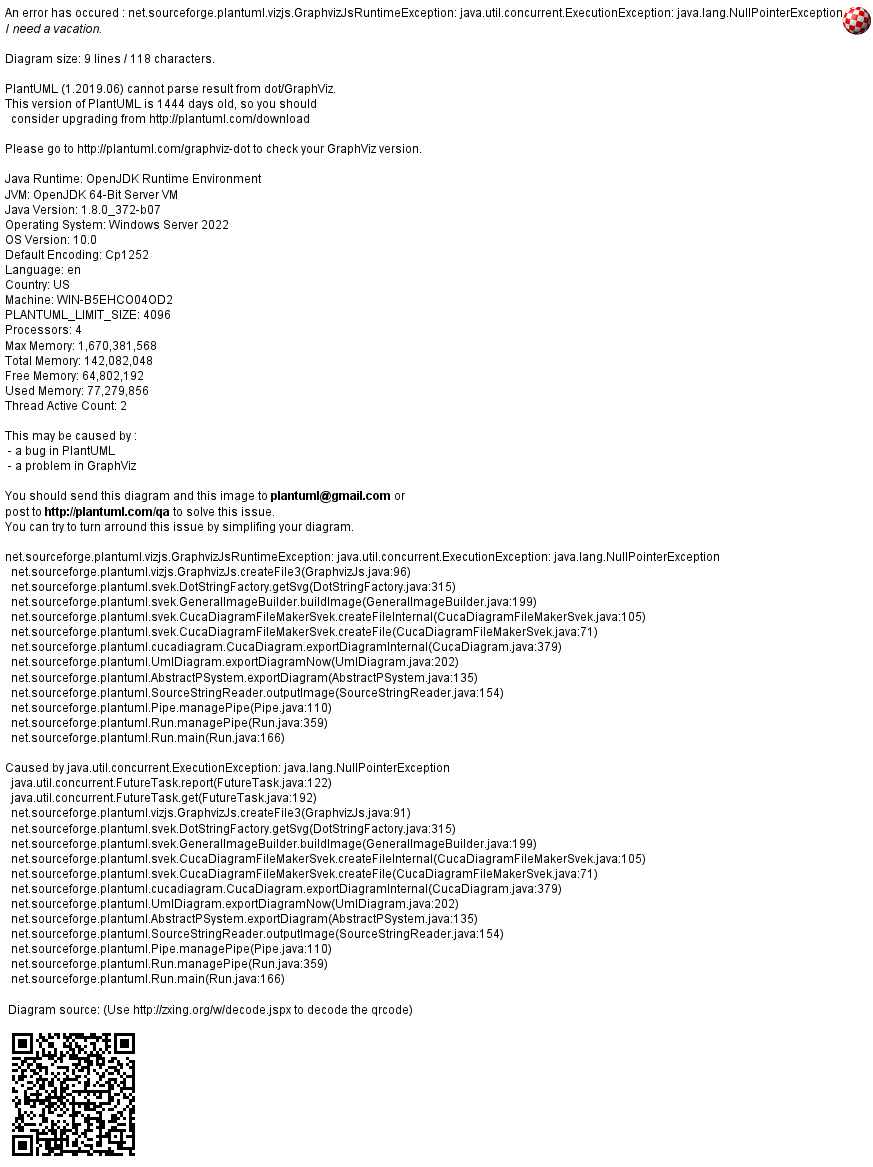 An error has occured : net.sourceforge.plantuml.vizjs.GraphvizJsRuntimeException: java.util.concurrent.ExecutionException: java.lang.NullPointerException
I need a vacation.
Diagram size: 9 lines / 118 characters.
PlantUML (1.2019.06) cannot parse result from dot/GraphViz.
This version of PlantUML is 1444 days old, so you should
consider upgrading from http://plantuml.com/download
Please go to http://plantuml.com/graphviz-dot to check your GraphViz version.
Java Runtime: OpenJDK Runtime Environment
JVM: OpenJDK 64-Bit Server VM
Java Version: 1.8.0_372-b07
Operating System: Windows Server 2022
OS Version: 10.0
Default Encoding: Cp1252
Language: en
Country: US
Machine: WIN-B5EHCO04OD2
PLANTUML_LIMIT_SIZE: 4096
Processors: 4
Max Memory: 1,670,381,568
Total Memory: 142,082,048
Free Memory: 64,802,192
Used Memory: 77,279,856
Thread Active Count: 2
This may be caused by :
- a bug in PlantUML
- a problem in GraphViz
You should send this diagram and this image to plantuml@gmail.com or
post to http://plantuml.com/qa to solve this issue.
You can try to turn arround this issue by simplifing your diagram.
net.sourceforge.plantuml.vizjs.GraphvizJsRuntimeException: java.util.concurrent.ExecutionException: java.lang.NullPointerException
net.sourceforge.plantuml.vizjs.GraphvizJs.createFile3(GraphvizJs.java:96)
net.sourceforge.plantuml.svek.DotStringFactory.getSvg(DotStringFactory.java:315)
net.sourceforge.plantuml.svek.GeneralImageBuilder.buildImage(GeneralImageBuilder.java:199)
net.sourceforge.plantuml.svek.CucaDiagramFileMakerSvek.createFileInternal(CucaDiagramFileMakerSvek.java:105)
net.sourceforge.plantuml.svek.CucaDiagramFileMakerSvek.createFile(CucaDiagramFileMakerSvek.java:71)
net.sourceforge.plantuml.cucadiagram.CucaDiagram.exportDiagramInternal(CucaDiagram.java:379)
net.sourceforge.plantuml.UmlDiagram.exportDiagramNow(UmlDiagram.java:202)
net.sourceforge.plantuml.AbstractPSystem.exportDiagram(AbstractPSystem.java:135)
net.sourceforge.plantuml.SourceStringReader.outputImage(SourceStringReader.java:154)
net.sourceforge.plantuml.Pipe.managePipe(Pipe.java:110)
net.sourceforge.plantuml.Run.managePipe(Run.java:359)
net.sourceforge.plantuml.Run.main(Run.java:166)
Caused by java.util.concurrent.ExecutionException: java.lang.NullPointerException
java.util.concurrent.FutureTask.report(FutureTask.java:122)
java.util.concurrent.FutureTask.get(FutureTask.java:192)
net.sourceforge.plantuml.vizjs.GraphvizJs.createFile3(GraphvizJs.java:91)
net.sourceforge.plantuml.svek.DotStringFactory.getSvg(DotStringFactory.java:315)
net.sourceforge.plantuml.svek.GeneralImageBuilder.buildImage(GeneralImageBuilder.java:199)
net.sourceforge.plantuml.svek.CucaDiagramFileMakerSvek.createFileInternal(CucaDiagramFileMakerSvek.java:105)
net.sourceforge.plantuml.svek.CucaDiagramFileMakerSvek.createFile(CucaDiagramFileMakerSvek.java:71)
net.sourceforge.plantuml.cucadiagram.CucaDiagram.exportDiagramInternal(CucaDiagram.java:379)
net.sourceforge.plantuml.UmlDiagram.exportDiagramNow(UmlDiagram.java:202)
net.sourceforge.plantuml.AbstractPSystem.exportDiagram(AbstractPSystem.java:135)
net.sourceforge.plantuml.SourceStringReader.outputImage(SourceStringReader.java:154)
net.sourceforge.plantuml.Pipe.managePipe(Pipe.java:110)
net.sourceforge.plantuml.Run.managePipe(Run.java:359)
net.sourceforge.plantuml.Run.main(Run.java:166)
Diagram source: (Use http://zxing.org/w/decode.jspx to decode the qrcode)